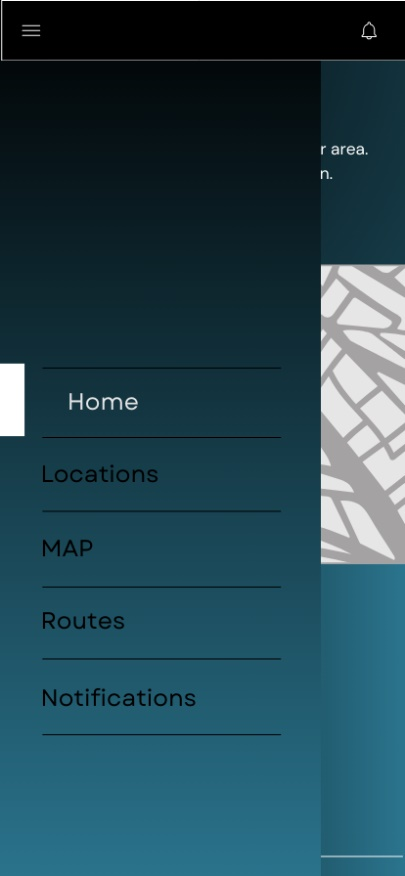 r area.
n.
Home
Locations
MAP
Routes
Notifications